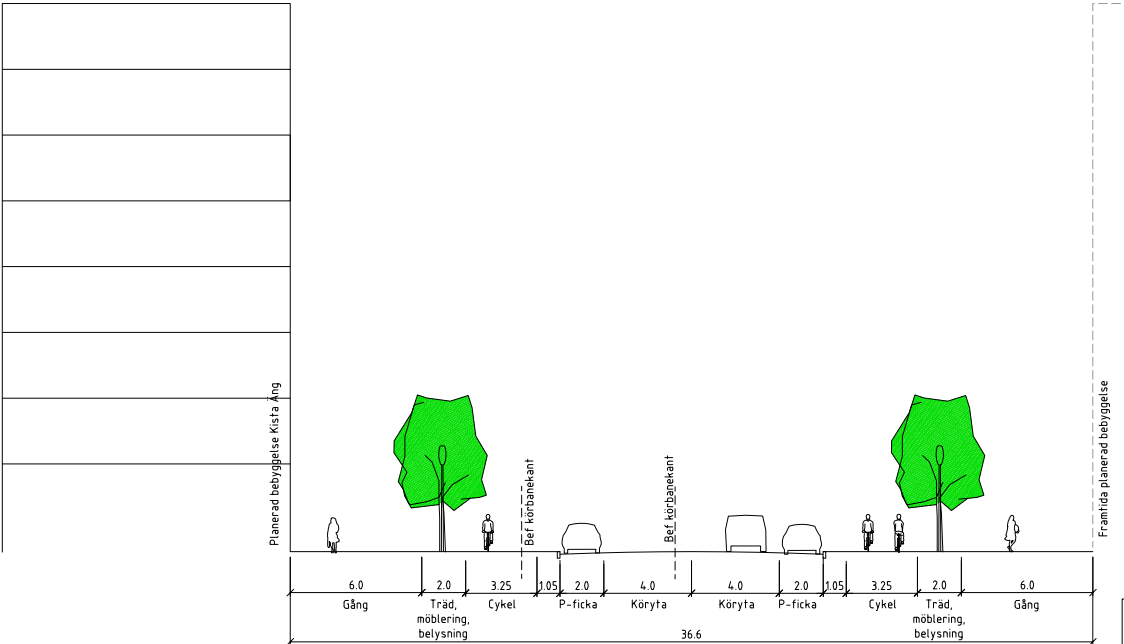 Planerad bebyggelse Kista Äng
Bef körbanekant
Bef körbanekant
Framtida planerad bebyggelse
6.0 2.0 3.25 1.05 2.0 4.0 4.0 2.0 1.05 3.25 2.0 6.0
Gång Träd, Cykel P-ficka Köryta Köryta P-ficka Cykel Träd, Gång
möblering, möblering,
belysning belysning
36.6